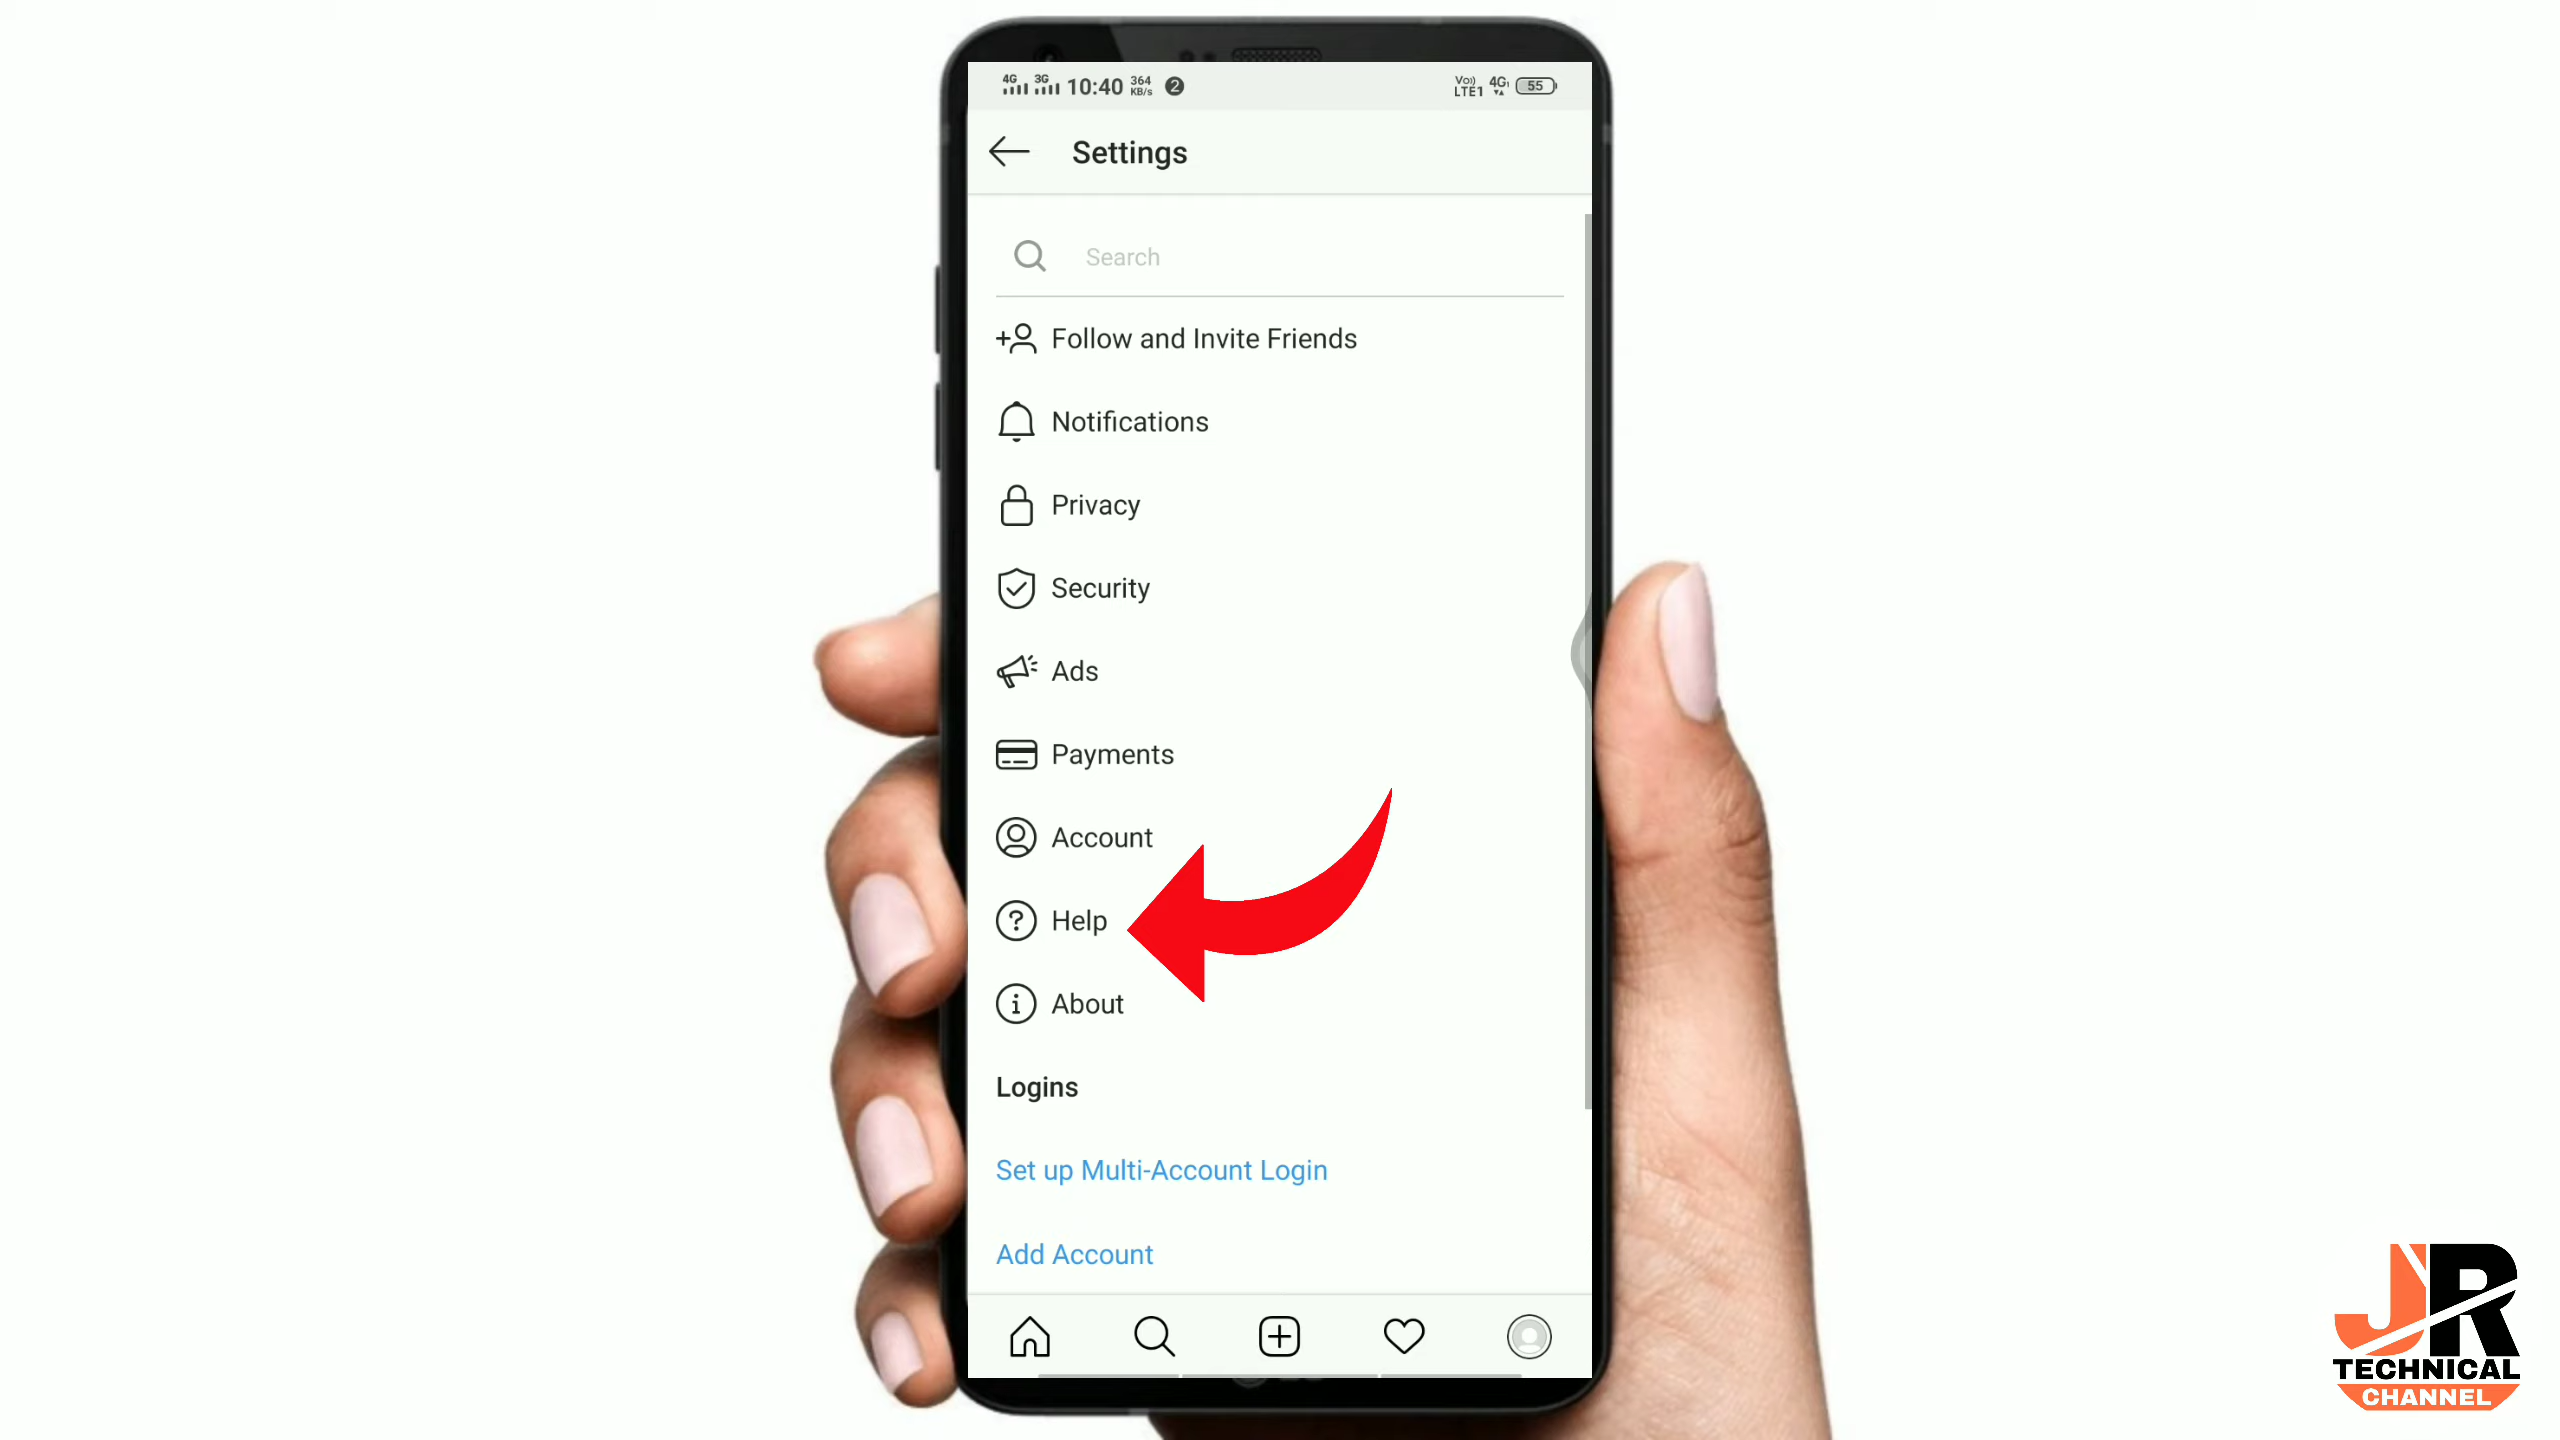 4G 3G 10:40 364 KB/s 2 Vo)) LTE1 4G 55
Settings
Search
Follow and Invite Friends
Notifications
Privacy
Security
Ads
Payments
Account
Help
About
Logins
Set up Multi-Account Login
Add Account
JR
TECHNICAL
CHANNEL